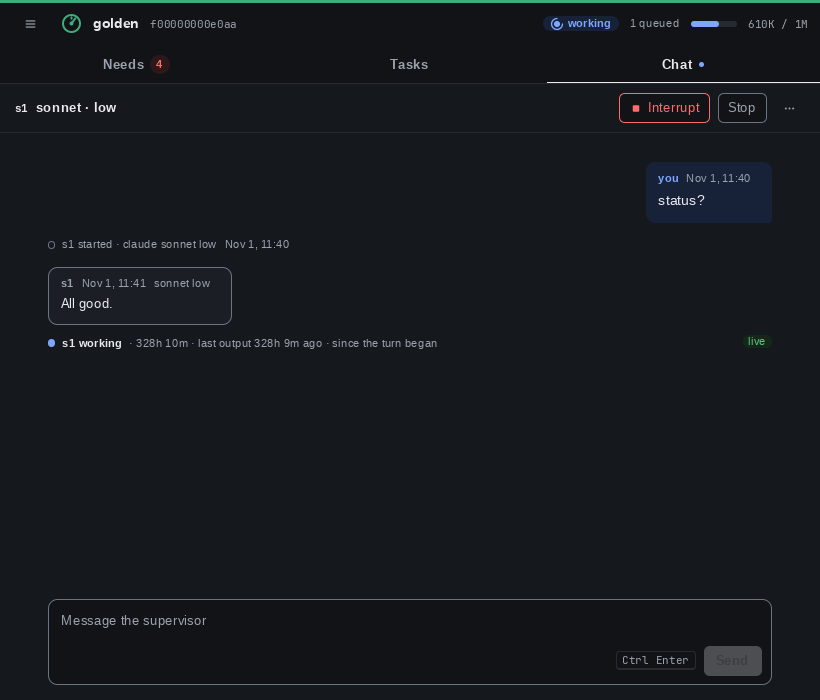 golden f00000000e0aa working 1 queued 610K / 1M
Needs 4 Tasks Chat
s1 sonnet · low Interrupt Stop ···
you Nov 1, 11:40
status?
s1 started · claude sonnet low Nov 1, 11:40
s1 Nov 1, 11:41 sonnet low
All good.
s1 working · 328h 10m · last output 328h 9m ago · since the turn began live
Message the supervisor
Ctrl Enter Send